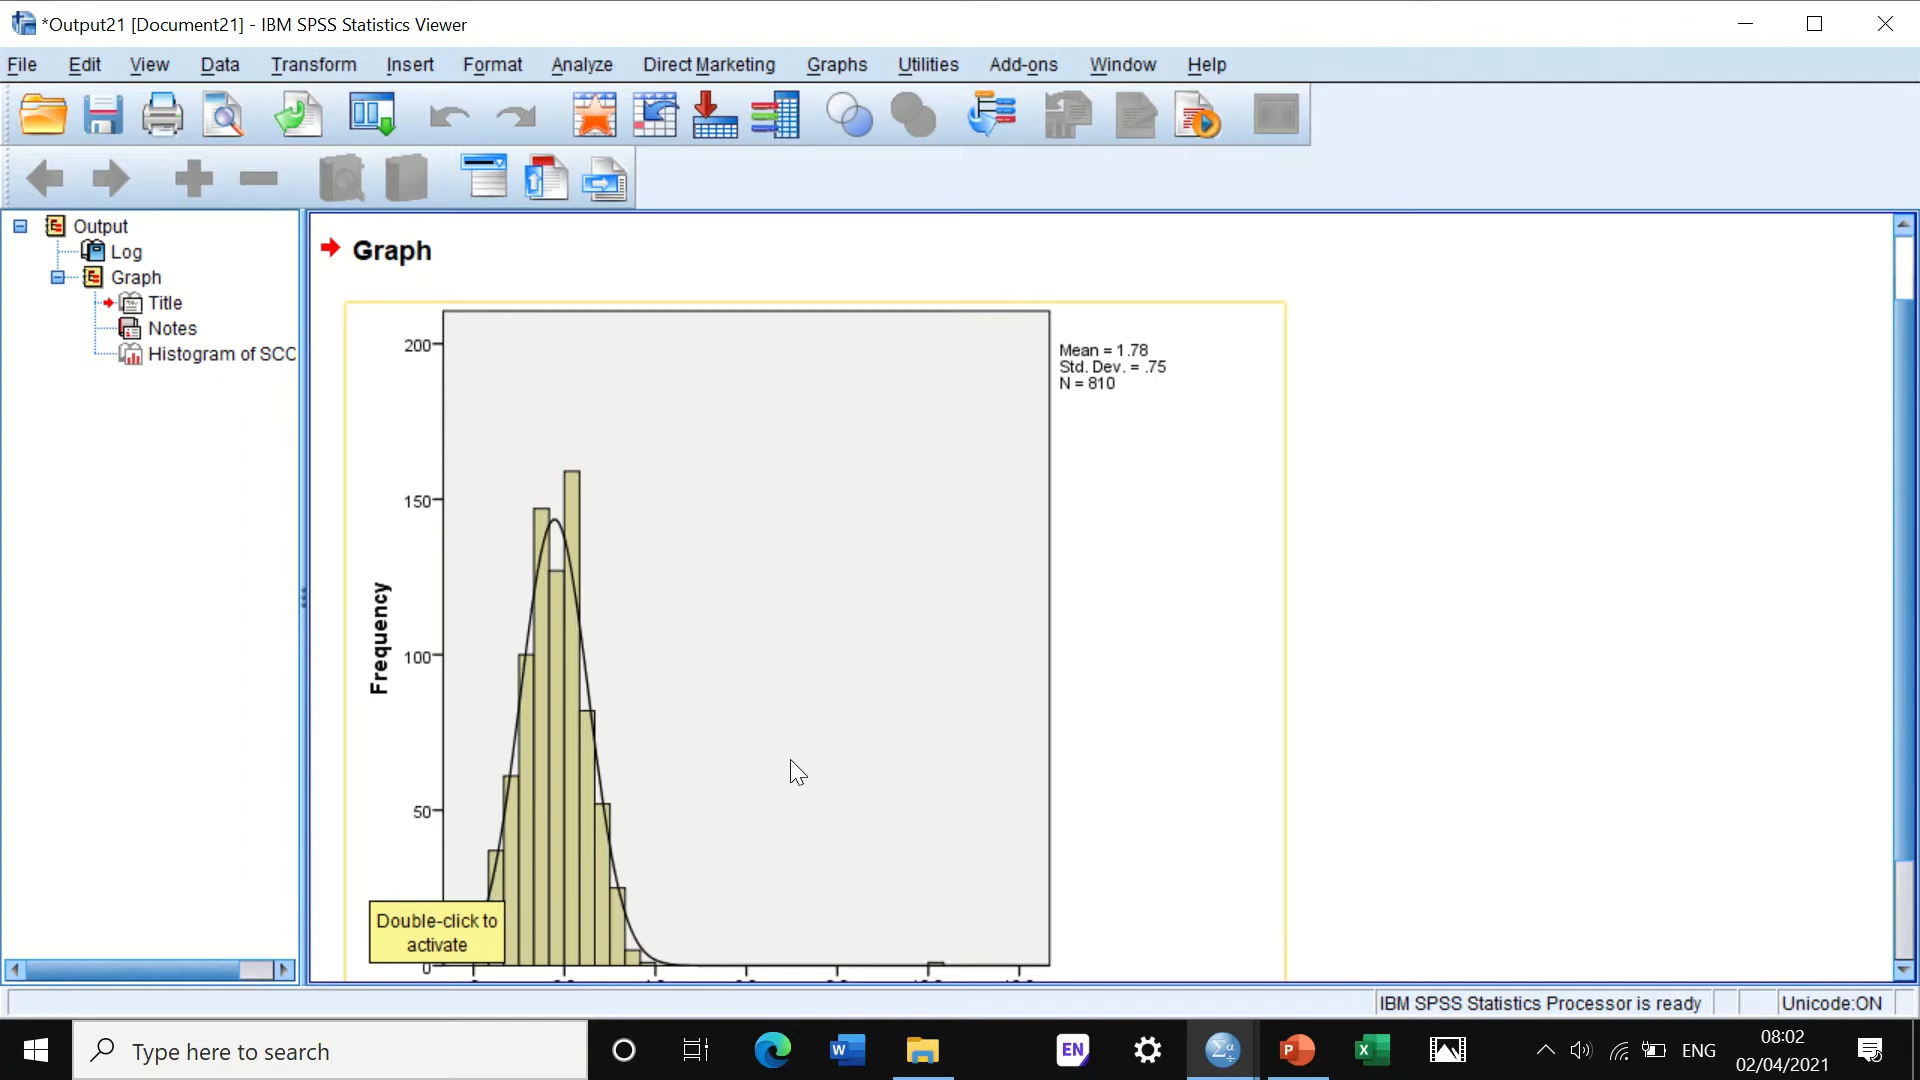 *Output21 [Document21] - IBM SPSS Statistics Viewer
File Edit View Data Transform Insert Format Analyze Direct Marketing Graphs Utilities Add-ons Window Help
Output
Log
Graph
Title
Notes
Histogram of SCC
Graph
Mean = 1.78
Std. Dev. = .75
N = 810
200
150
100
50
0
Frequency
Double-click to
activate
IBM SPSS Statistics Processor is ready
Unicode:ON
Type here to search
EN
ENG
08:02
02/04/2021